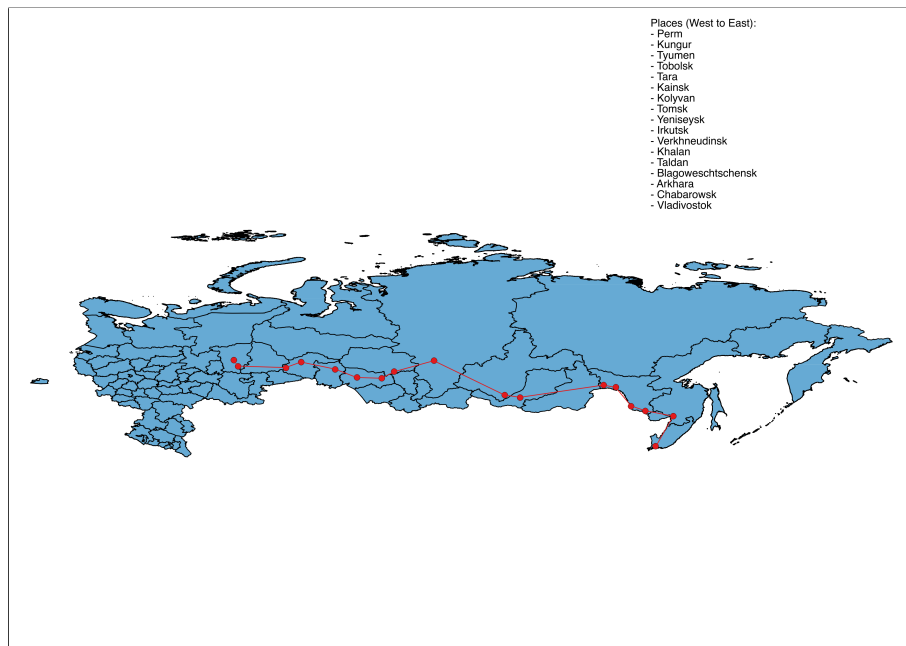 Places (West to East):
- Perm
- Kungur
- Tyumen
- Tobolsk
- Tara
- Kainsk
- Kolyvan
- Tomsk
- Yeniseysk
- Irkutsk
- Verkhneudinsk
- Khalan
- Taldan
- Blagoweschtschensk
- Arkhara
- Chabarowsk
- Vladivostok